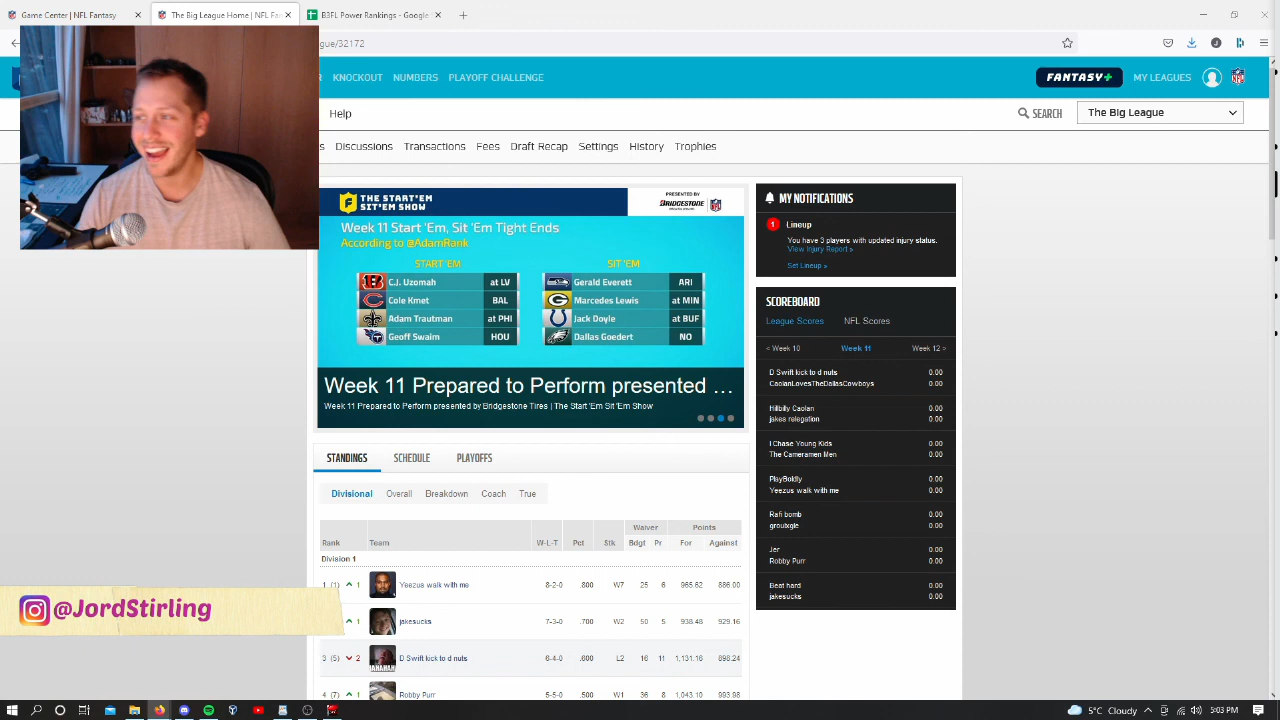 Game Center | NFL Fantasy
The Big League Home | NFL Fan
B3FL Power Rankings - Google
gue/32172
KNOCKOUT NUMBERS PLAYOFF CHALLENGE
FANTASY+ MY LEAGUES
Help
SEARCH The Big League
Discussions Transactions Fees Draft Recap Settings History Trophies
THE START'EM
SIT'EM SHOW
PRESENTED BY
BRIDGESTONE
Week 11 Start 'Em, Sit 'Em Tight Ends
According to @AdamRank
START 'EM SIT 'EM
C.J. Uzomah at LV Gerald Everett ARI
Cole Kmet BAL Marcedes Lewis at MIN
Adam Trautman at PHI Jack Doyle at BUF
Geoff Swaim HOU Dallas Goedert NO
Week 11 Prepared to Perform presented ...
Week 11 Prepared to Perform presented by Bridgestone Tires | The Start 'Em Sit 'Em Show
MY NOTIFICATIONS
1 Lineup
You have 3 players with updated injury status.
View Injury Report >
Set Lineup >
SCOREBOARD
League Scores NFL Scores
< Week 10 Week 11 Week 12 >
D Swift kick to d nuts 0.00
CaolanLovesTheDallasCowboys 0.00
Hillbilly Caolan 0.00
jakes relegation 0.00
I Chase Young Kids 0.00
The Cameramen Men 0.00
PlayBoldly 0.00
Yeezus walk with me 0.00
Rafi bomb 0.00
grouixgle 0.00
Jer 0.00
Robby Purr 0.00
Beat hard 0.00
jakesucks 0.00
STANDINGS SCHEDULE PLAYOFFS
Divisional Overall Breakdown Coach True
Waiver Points
Rank Team W-L-T Pct Stk Bdgt Pr For Against
Division 1
1 (1) 1 Yeezus walk with me 8-2-0 .800 W7 25 6 965.62 886.00
1 jakesucks 7-3-0 .700 W2 50 5 938.48 929.16
3 (5) 2 D Swift kick to d nuts 6-4-0 .600 L2 16 11 1,131.16 896.24
4 (7) 1 Robby Purr 5-5-0 .500 W1 36 8 1,043.10 993.98
@JordStirling
5°C Cloudy 5:03 PM